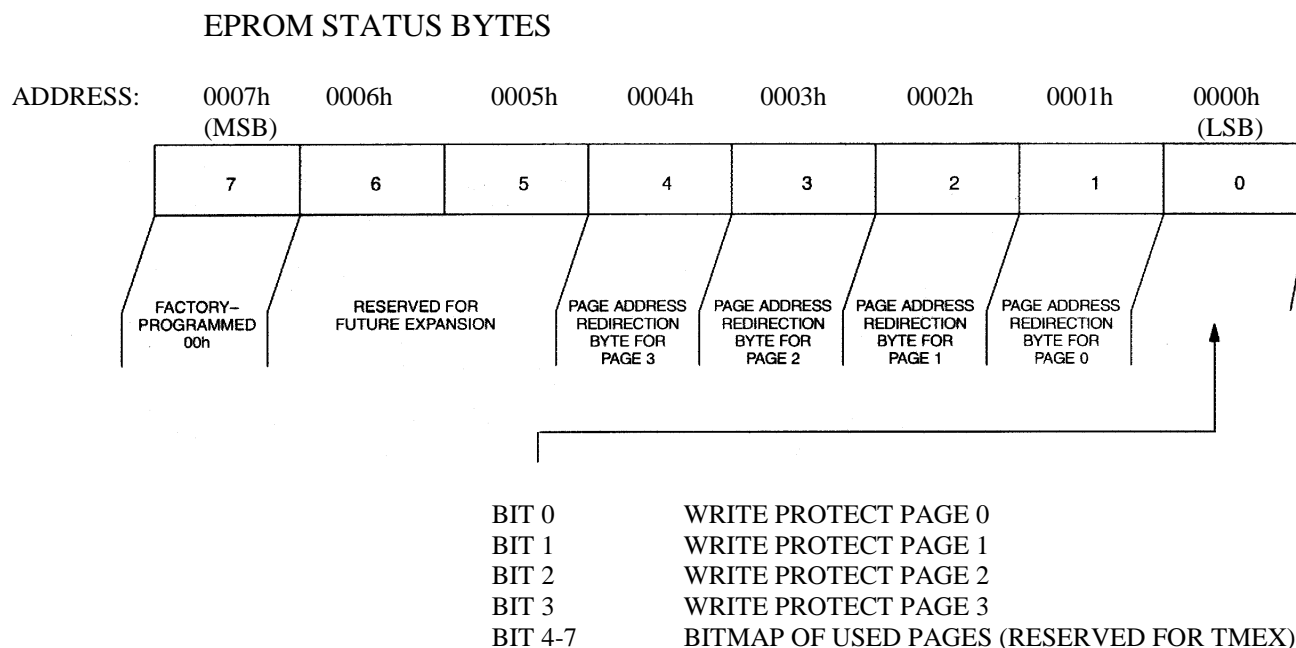 EPROM STATUS BYTES
ADDRESS: 0007h 0006h 0005h 0004h 0003h 0002h 0001h 0000h
(MSB) (LSB)
7 6 5 4 3 2 1 0
FACTORY-
PROGRAMMED
00h
RESERVED FOR
FUTURE EXPANSION
PAGE ADDRESS
REDIRECTION
BYTE FOR
PAGE 3
PAGE ADDRESS
REDIRECTION
BYTE FOR
PAGE 2
PAGE ADDRESS
REDIRECTION
BYTE FOR
PAGE 1
PAGE ADDRESS
REDIRECTION
BYTE FOR
PAGE 0
BIT 0 WRITE PROTECT PAGE 0
BIT 1 WRITE PROTECT PAGE 1
BIT 2 WRITE PROTECT PAGE 2
BIT 3 WRITE PROTECT PAGE 3
BIT 4-7 BITMAP OF USED PAGES (RESERVED FOR TMEX)